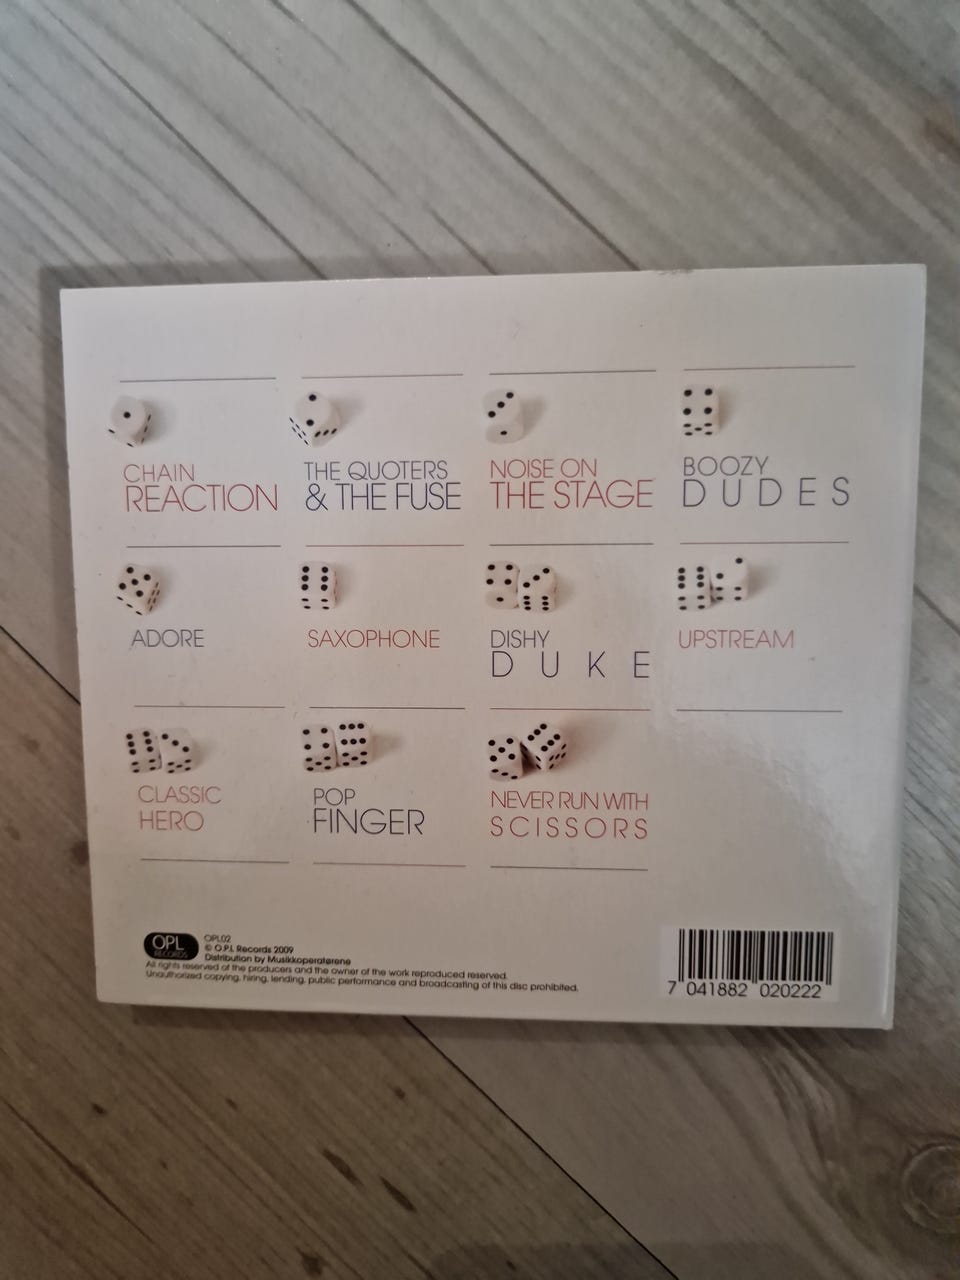 CHAIN
REACTION
THE QUOTERS
& THE FUSE
NOISE ON
THE STAGE
BOOZY
DUDES
ADORE
SAXOPHONE
DISHY
DUKE
UPSTREAM
CLASSIC
HERO
POP
FINGER
NEVER RUN WITH
SCISSORS
OPL
RECORDS
OPL02
© O.P.L Records 2009
Distribution by Musikkoperatørene
All rights reserved of the producers and the owner of the work reproduced reserved.
Unauthorized copying, hiring, lending, public performance and broadcasting of this disc prohibited.
7 041882 020222